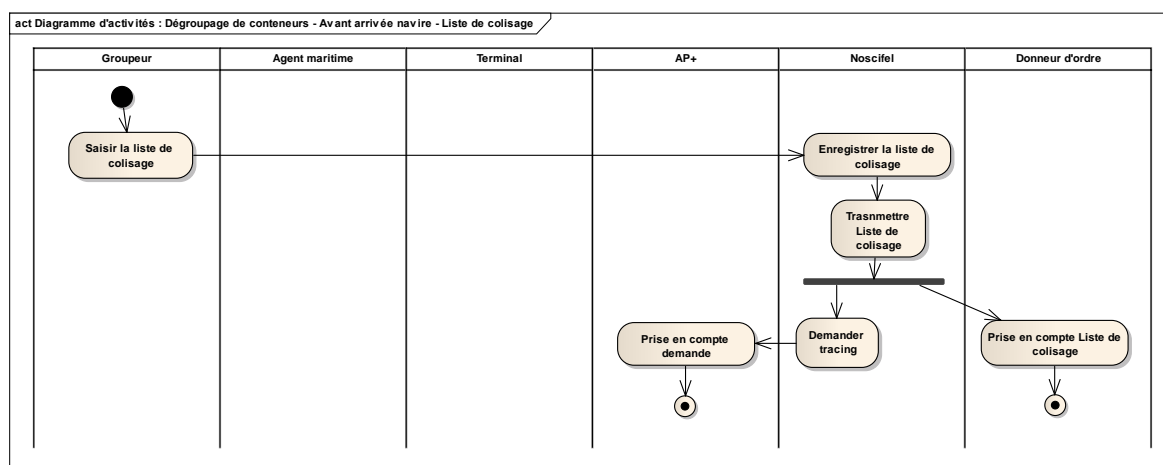 act Diagramme d'activités : Dégroupage de conteneurs - Avant arrivée navire - Liste de colisage
Groupeur
Agent maritime
Terminal
AP+
Noscifel
Donneur d'ordre
Saisir la liste de
colisage
Enregistrer la liste de
colisage
Trasnmettre
Liste de
colisage
Prise en compte
demande
Demander
tracing
Prise en compte Liste de
colisage